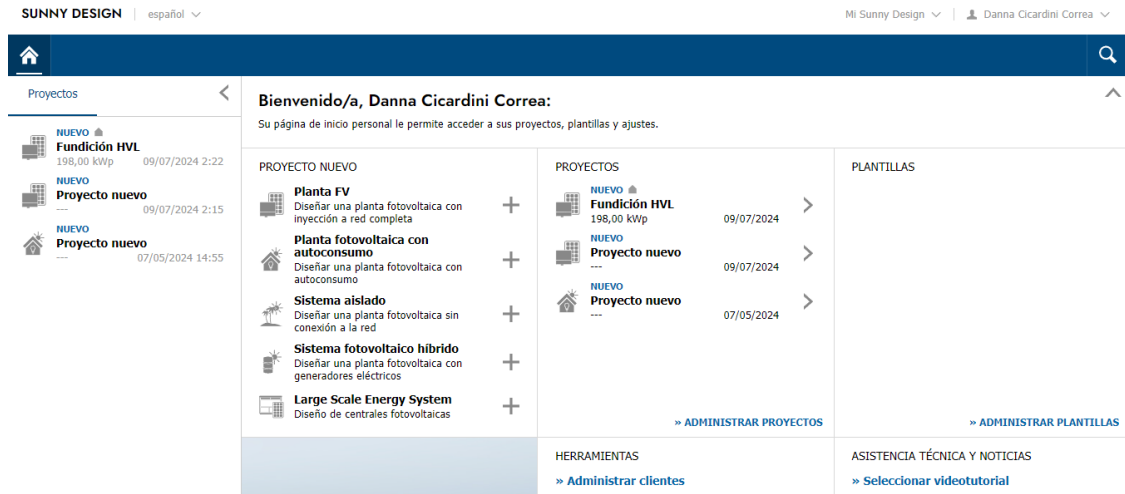 SUNNY DESIGN
español
Mi Sunny Design
Danna Cicardini Correa
Proyectos
NUEVO
Fundición HVL
198,00 kWp 09/07/2024 2:22
NUEVO
Proyecto nuevo
--- 09/07/2024 2:15
NUEVO
Proyecto nuevo
--- 07/05/2024 14:55
Bienvenido/a, Danna Cicardini Correa:
Su página de inicio personal le permite acceder a sus proyectos, plantillas y ajustes.
PROYECTO NUEVO
Planta FV
Diseñar una planta fotovoltaica con
inyección a red completa
Planta fotovoltaica con
autoconsumo
Diseñar una planta fotovoltaica con
autoconsumo
Sistema aislado
Diseñar una planta fotovoltaica sin
conexión a la red
Sistema fotovoltaico híbrido
Diseñar una planta fotovoltaica con
generadores eléctricos
Large Scale Energy System
Diseño de centrales fotovoltaicas
PROYECTOS
NUEVO
Fundición HVL
198,00 kWp 09/07/2024
NUEVO
Proyecto nuevo
--- 09/07/2024
NUEVO
Proyecto nuevo
--- 07/05/2024
» ADMINISTRAR PROYECTOS
PLANTILLAS
» ADMINISTRAR PLANTILLAS
HERRAMIENTAS
» Administrar clientes
ASISTENCIA TÉCNICA Y NOTICIAS
» Seleccionar videotutorial